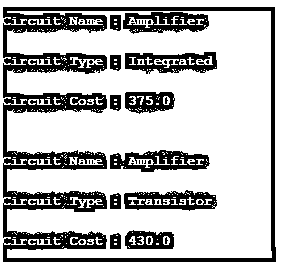 Circuit Name : Amplifier
Circuit Type : Integrated
Circuit Cost : 375.0
Circuit Name : Amplifier
Circuit Type : Transistor
Circuit Cost : 430.0